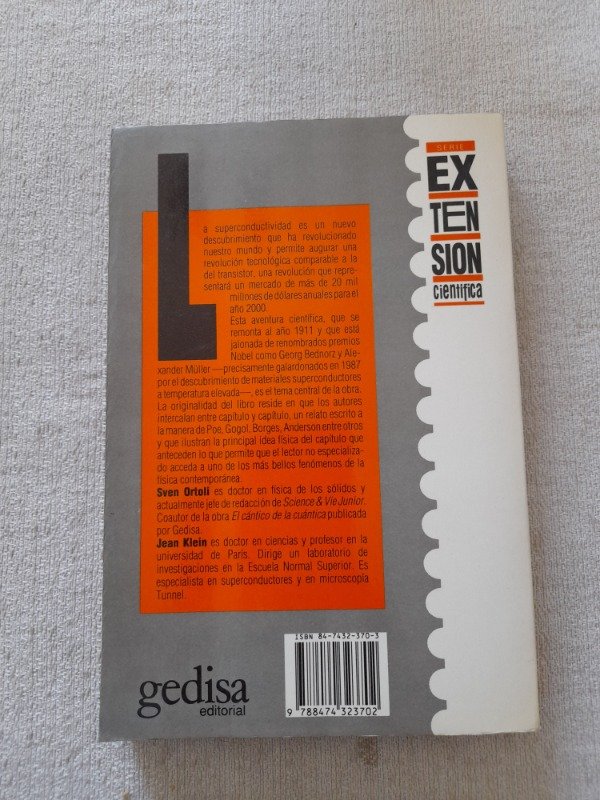 SERIE
EX
TEN
SION
científica
La superconductividad es un nuevo
descubrimiento que ha revolucionado
nuestro mundo y permite augurar una
revolución tecnológica comparable a la
del transistor, una revolución que repre-
sentará un mercado de más de 20 mil
millones de dólares anuales para el
año 2000.
Esta aventura científica, que se
remonta al año 1911 y que está
jalonada de renombrados premios
Nobel como Georg Bednorz y Ale-
xander Müller —precisamente galardonados en 1987
por el descubrimiento de materiales superconductores
a temperatura elevada—, es el tema central de la obra.
La originalidad del libro reside en que los autores
intercalan entre capítulo y capítulo, un relato escrito a
la manera de Poe, Gogol, Borges, Anderson entre otros
y que ilustran la principal idea física del capítulo que
anteceden lo que permite que el lector no especializa-
do acceda a uno de los más bellos fenómenos de la
física contemporánea.
Sven Ortoli es doctor en física de los sólidos y
actualmente jefe de redacción de Science & Vie Junior.
Coautor de la obra El cántico de la cuántica publicada
por Gedisa.
Jean Klein es doctor en ciencias y profesor en la
universidad de París. Dirige un laboratorio de
investigaciones en la Escuela Normal Superior. Es
especialista en superconductores y en microscopía
Tunnel.
gedisa
editorial
ISBN 84-7432-370-3
9 788474 323702